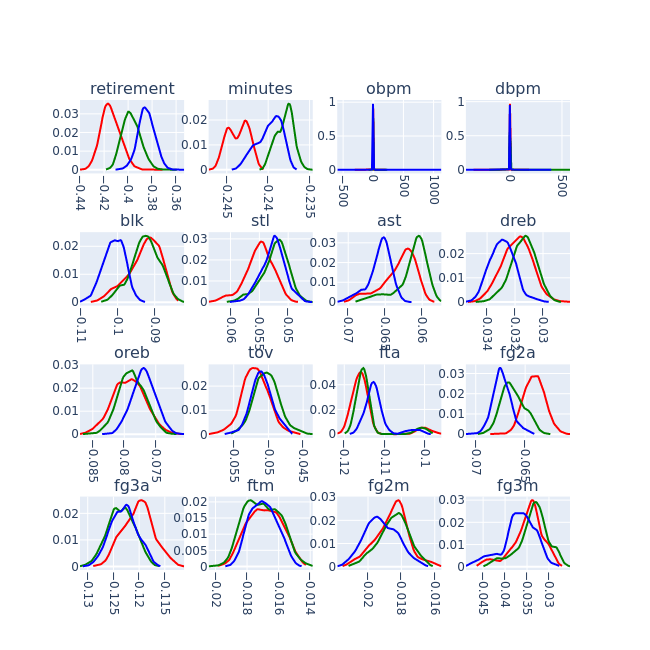 retirement minutes obpm dbpm
0.03 0.02 0.01 0
−0.44 −0.42 −0.4 −0.38 −0.36
0.02 0.01 0
−0.245 −0.24 −0.235
1 0.5 0
−500 0 500 1000
1 0.5 0
0 500
blk stl ast dreb
0.02 0.01 0
−0.11 −0.1 −0.09
0.03 0.02 0.01 0
−0.06 −0.055 −0.05
0.03 0.02 0.01 0
−0.07 −0.06
0.02 0.01 0
−0.034 −0.03
oreb tov fta fg2a
0.03 0.02 0.01 0
−0.085 −0.08 −0.075
0.02 0.01 0
−0.055 −0.05 −0.045
0.04 0.02 0
−0.12 −0.11 −0.1
0.03 0.02 0.01 0
−0.07 −0.065
fg3a ftm fg2m fg3m
0.02 0.01 0
−0.13 −0.125 −0.12 −0.115
0.02 0.015 0.01 0.005 0
−0.02 −0.018 −0.016 −0.014
0.03 0.02 0.01 0
−0.02 −0.018 −0.016
0.03 0.02 0.01 0
−0.045 −0.04 −0.035 −0.03